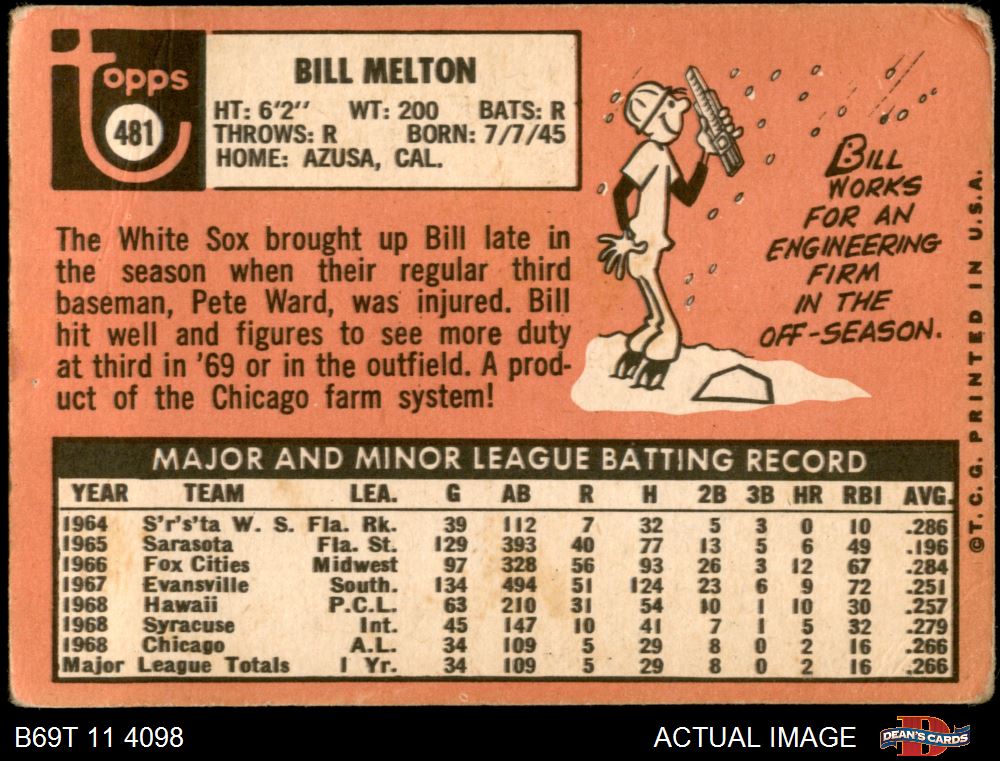 topps
481
BILL MELTON
HT: 6'2" WT: 200 BATS: R
THROWS: R BORN: 7/7/45
HOME: AZUSA, CAL.
The White Sox brought up Bill late in
the season when their regular third
baseman, Pete Ward, was injured. Bill
hit well and figures to see more duty
at third in '69 or in the outfield. A prod-
uct of the Chicago farm system!
BILL
WORKS
FOR AN
ENGINEERING
FIRM
IN THE
OFF-SEASON.
©T.C.G. PRINTED IN U.S.A.
MAJOR AND MINOR LEAGUE BATTING RECORD
YEAR TEAM LEA. G AB R H 2B 3B HR RBI AVG.
1964 S'r's'ta W. S. Fla. Rk. 39 112 7 32 5 3 0 10 .286
1965 Sarasota Fla. St. 129 393 40 77 13 5 6 49 .196
1966 Fox Cities Midwest 97 328 56 93 26 3 12 67 .284
1967 Evansville South. 134 494 51 124 23 6 9 72 .251
1968 Hawaii P.C.L. 63 210 31 54 10 1 10 30 .257
1968 Syracuse Int. 45 147 10 41 7 1 5 32 .279
1968 Chicago A.L. 34 109 5 29 8 0 2 16 .266
Major League Totals 1 Yr. 34 109 5 29 8 0 2 16 .266
B69T 11 4098
ACTUAL IMAGE
D
DEAN'S CARDS